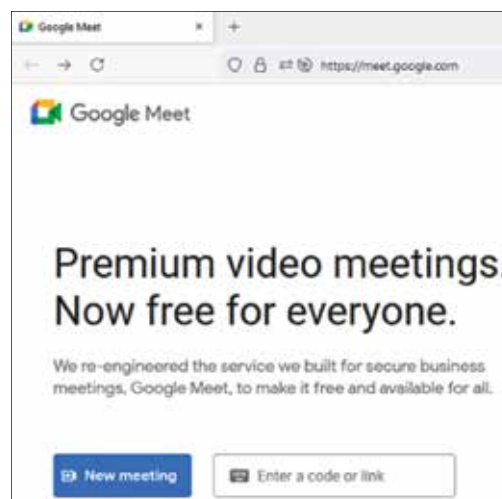 Google Meet
https://meet.google.com
Google Meet
Premium video meetings.
Now free for everyone.
We re-engineered the service we built for secure business
meetings, Google Meet, to make it free and available for all.
New meeting
Enter a code or link